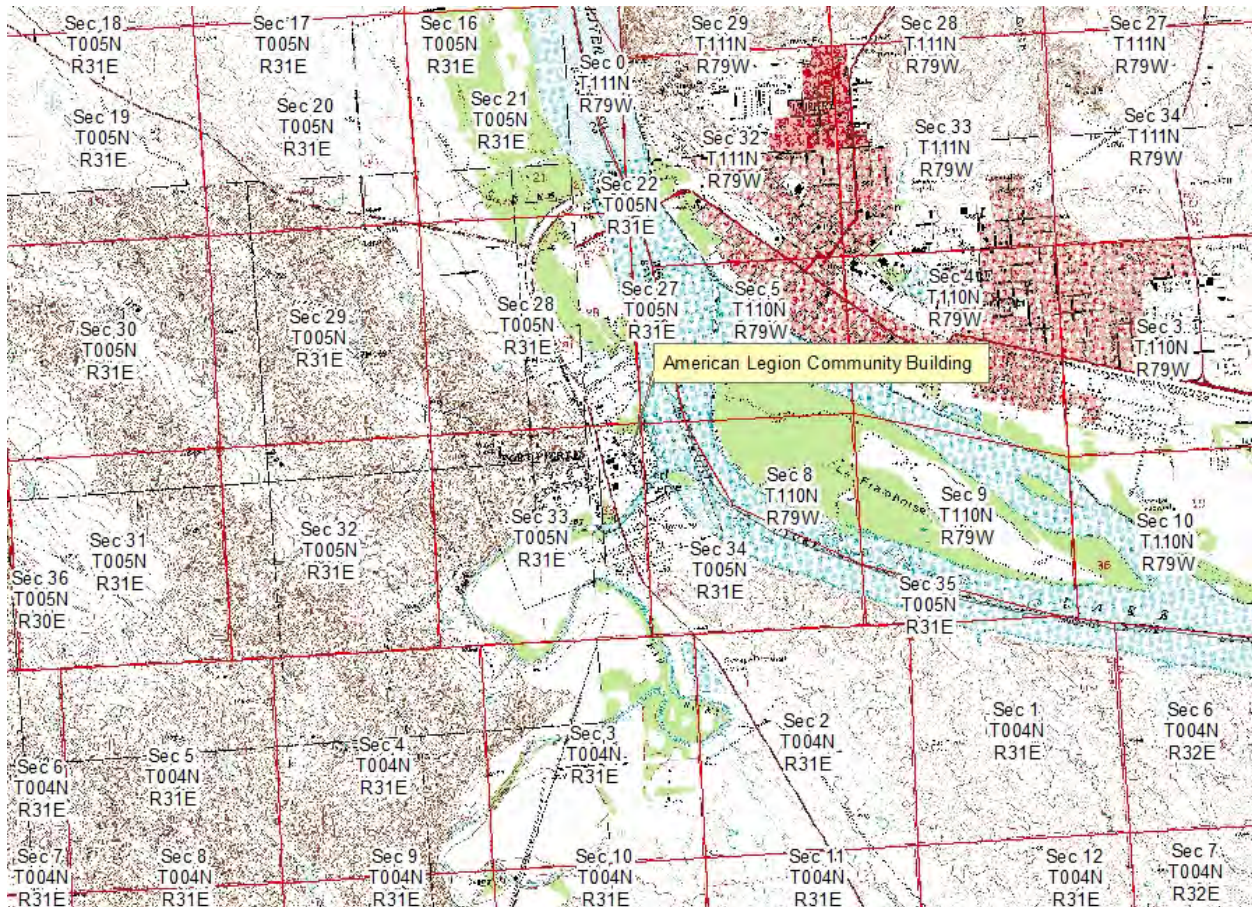 Sec 18
T005N
R31E
Sec 17
T005N
R31E
Sec 16
T005N
R31E
Sec 0
T111N
R79W
Sec 29
T111N
R79W
Sec 28
T111N
R79W
Sec 27
T111N
R79W
Sec 19
T005N
R31E
Sec 20
T005N
R31E
Sec 21
T005N
R31E
Sec 32
T111N
R79W
Sec 33
T111N
R79W
Sec 34
T111N
R79W
21
Sec 22
T005N
R31E
Sec 30
T005N
R31E
Sec 29
T005N
R31E
Sec 28
T005N
R31E
Sec 27
T005N
R31E
Sec 5
T110N
R79W
Sec 4
T110N
R79W
Sec 3
T110N
R79W
American Legion Community Building
Sec 31
T005N
R31E
Sec 32
T005N
R31E
Sec 33
T005N
R31E
Sec 34
T005N
R31E
Sec 8
T110N
R79W
Sec 9
T110N
R79W
Sec 10
T110N
R79W
36
Sec 36
T005N
R30E
Sec 35
T005N
R31E
Sec 6
T004N
R31E
Sec 5
T004N
R31E
Sec 4
T004N
R31E
Sec 3
T004N
R31E
Sec 2
T004N
R31E
Sec 1
T004N
R31E
Sec 6
T004N
R32E
Sec 7
T004N
R31E
Sec 8
T004N
R31E
Sec 9
T004N
R31E
Sec 10
T004N
R31E
Sec 11
T004N
R31E
Sec 12
T004N
R31E
Sec 7
T004N
R32E